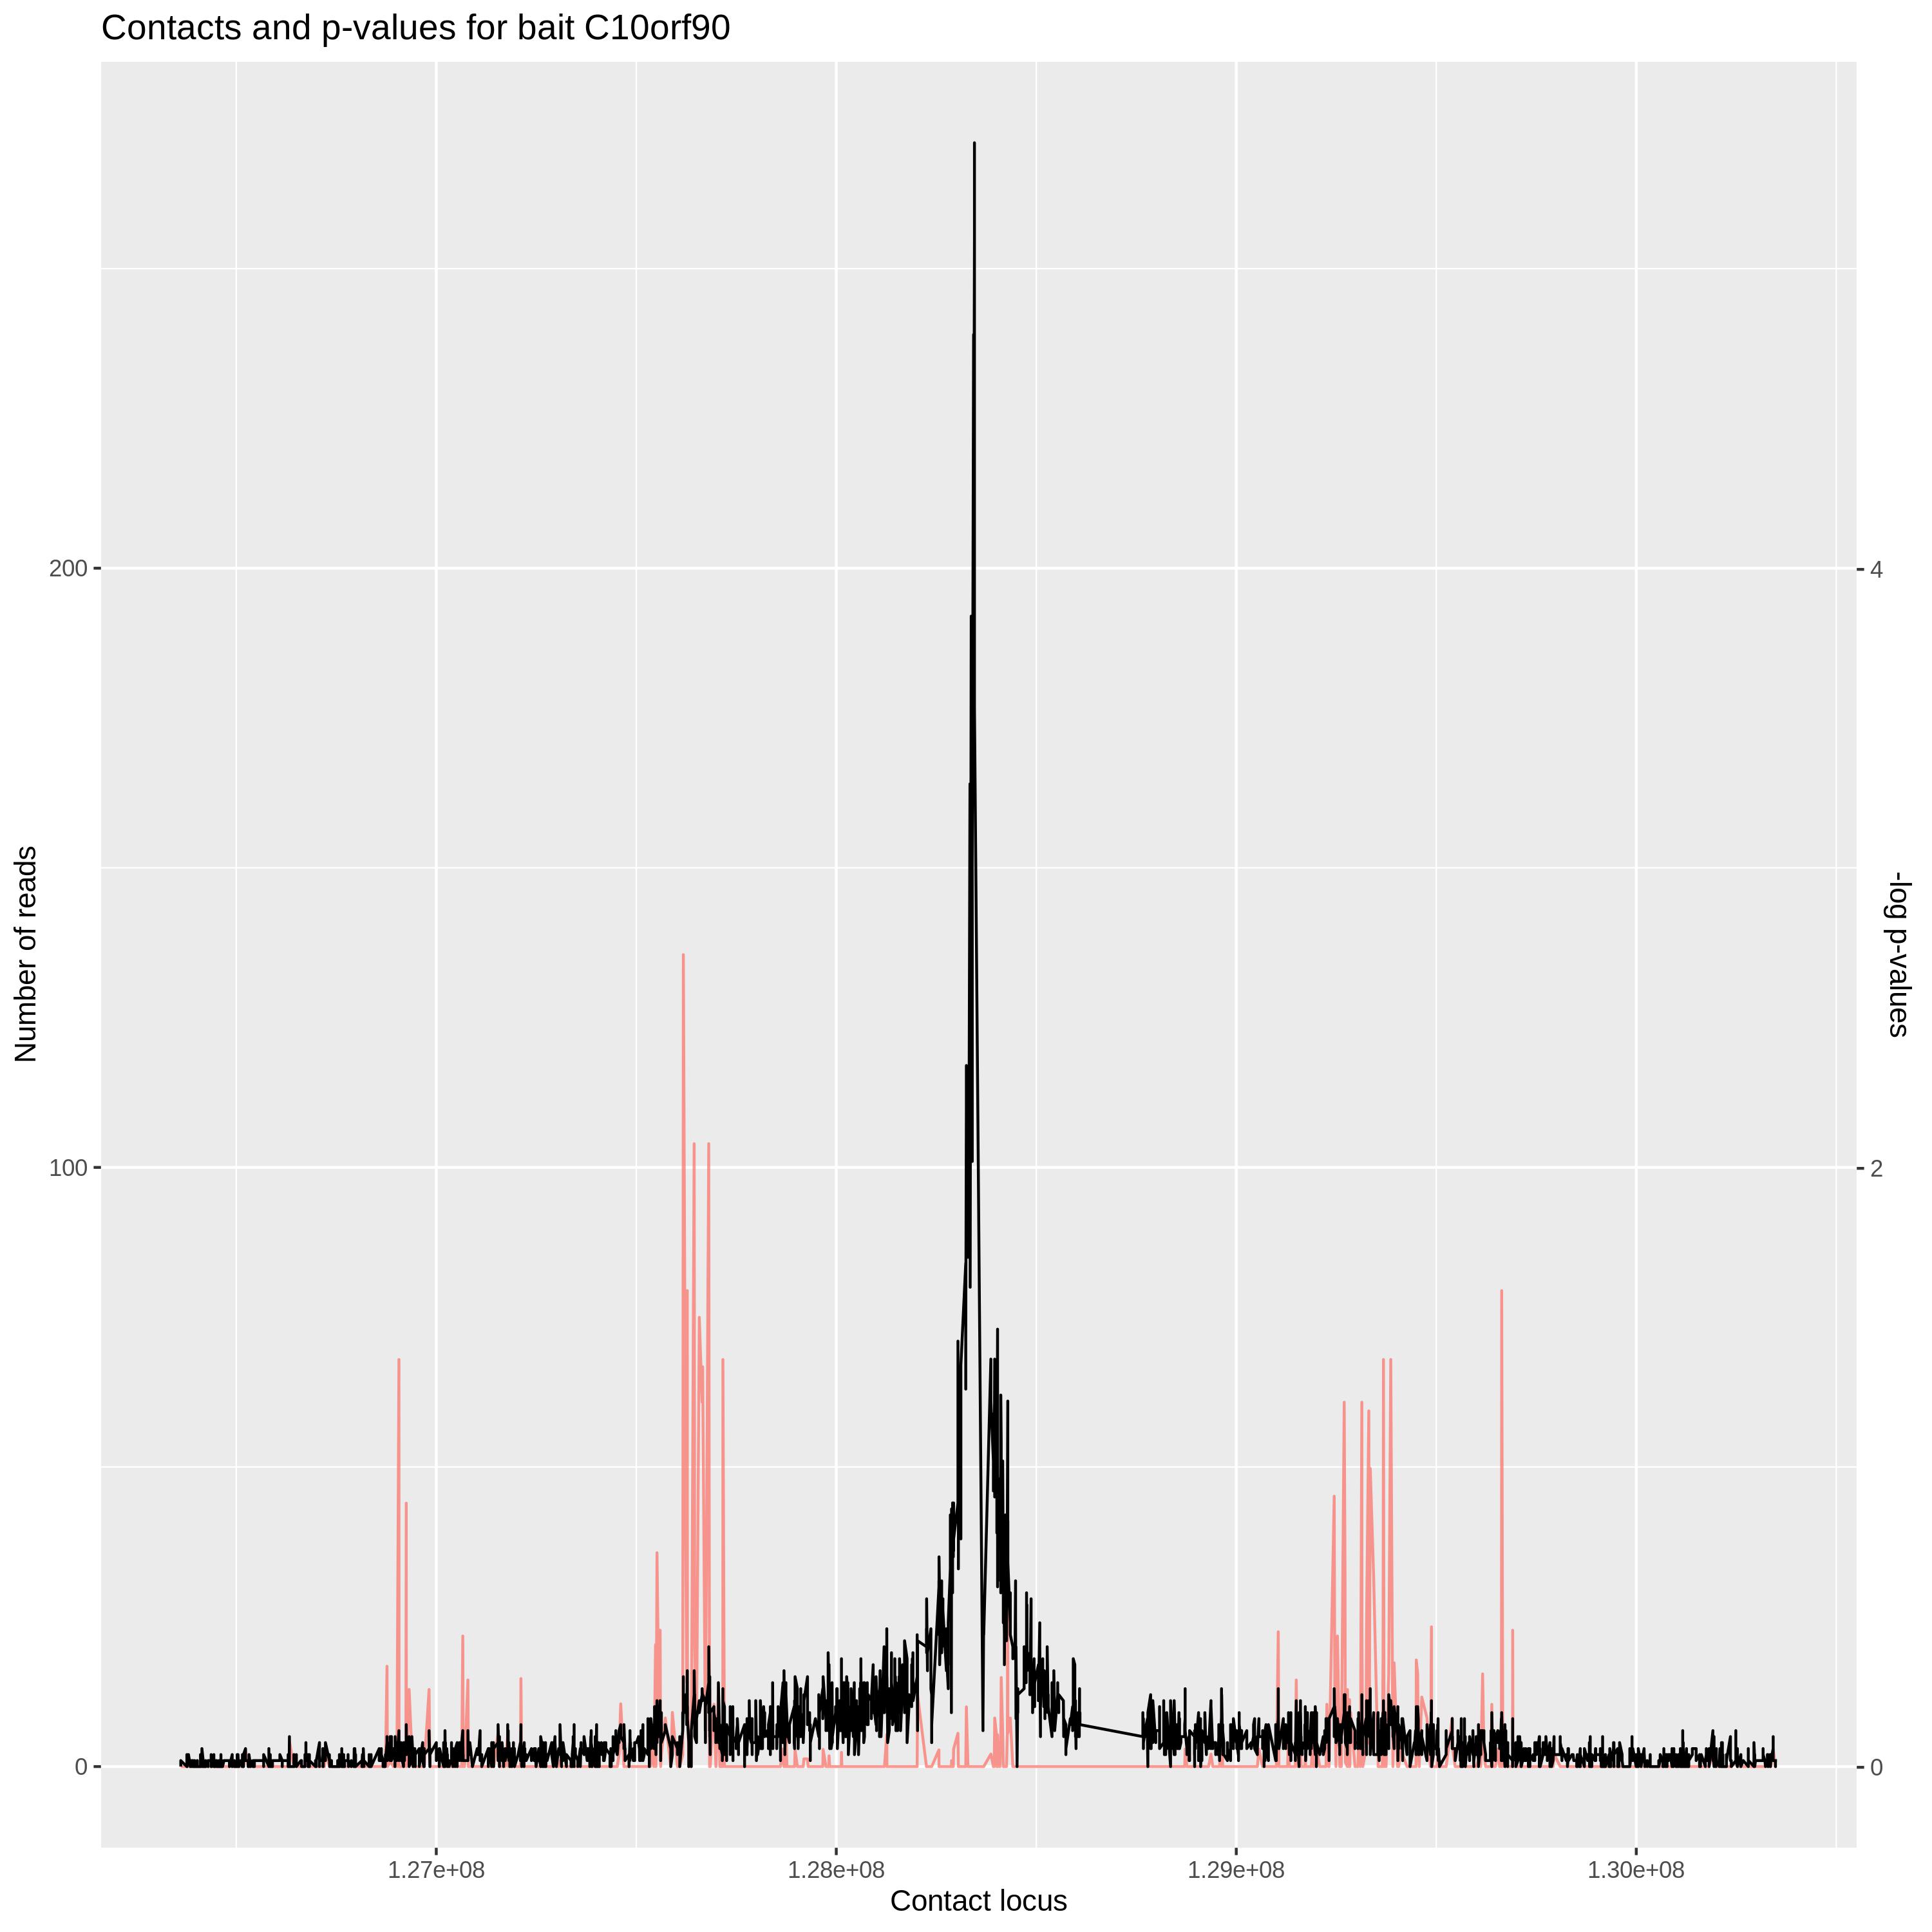 Contacts and p-values for bait C10orf90
Number of reads
200
100
0
4
2
0
-log p-values
1.27e+08
1.28e+08
1.29e+08
1.30e+08
Contact locus